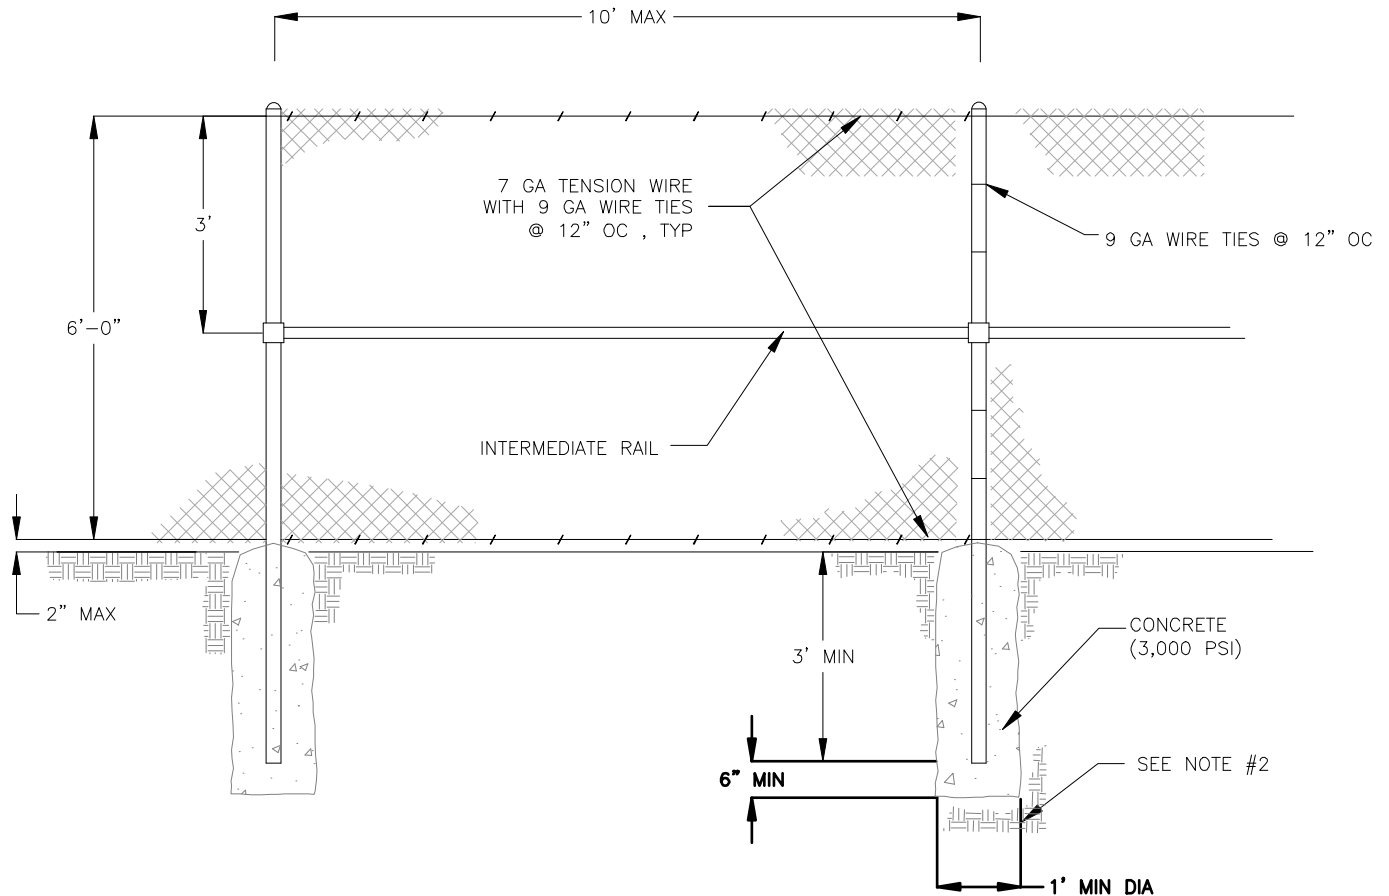 10' MAX
7 GA TENSION WIRE
WITH 9 GA WIRE TIES
@ 12" OC , TYP
3'
9 GA WIRE TIES @ 12" OC
6'-0"
INTERMEDIATE RAIL
2" MAX
CONCRETE
(3,000 PSI)
3' MIN
SEE NOTE #2
6" MIN
1' MIN DIA